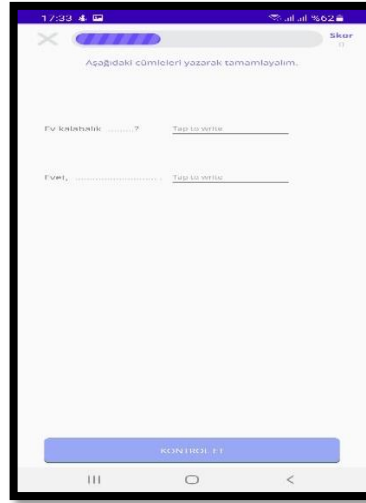 17:33 %62
Skor
0
Aşağıdaki cümleleri yazarak tamamlayalım.
Ev kalabalık .........? Tap to write
Evet, ............................ Tap to write
KONTROL ET